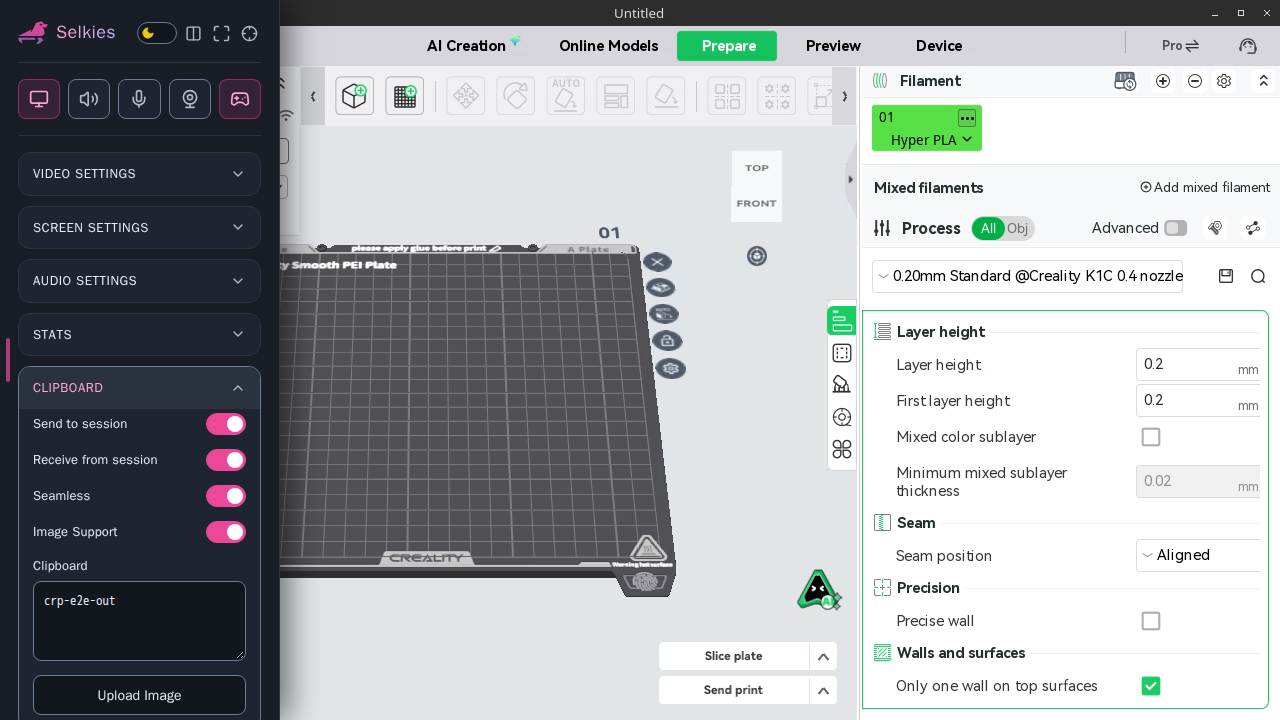 Untitled
Selkies
VIDEO SETTINGS
SCREEN SETTINGS
AUDIO SETTINGS
STATS
CLIPBOARD
Send to session
Receive from session
Seamless
Image Support
Clipboard
crp-e2e-out
Upload Image
AI Creation
Online Models
Prepare
Preview
Device
Pro
AUTO
TOP
FRONT
01
please apply glue before print
A Plate
Smooth PEI Plate
CREALITY
Warning hot surface
AI
Slice plate
Send print
Filament
01
Hyper PLA
Mixed filaments
Add mixed filament
Process
All
Obj
Advanced
0.20mm Standard @Creality K1C 0.4 nozzle
Layer height
Layer height
0.2
mm
First layer height
0.2
mm
Mixed color sublayer
Minimum mixed sublayer
thickness
0.02
mm
Seam
Seam position
Aligned
Precision
Precise wall
Walls and surfaces
Only one wall on top surfaces